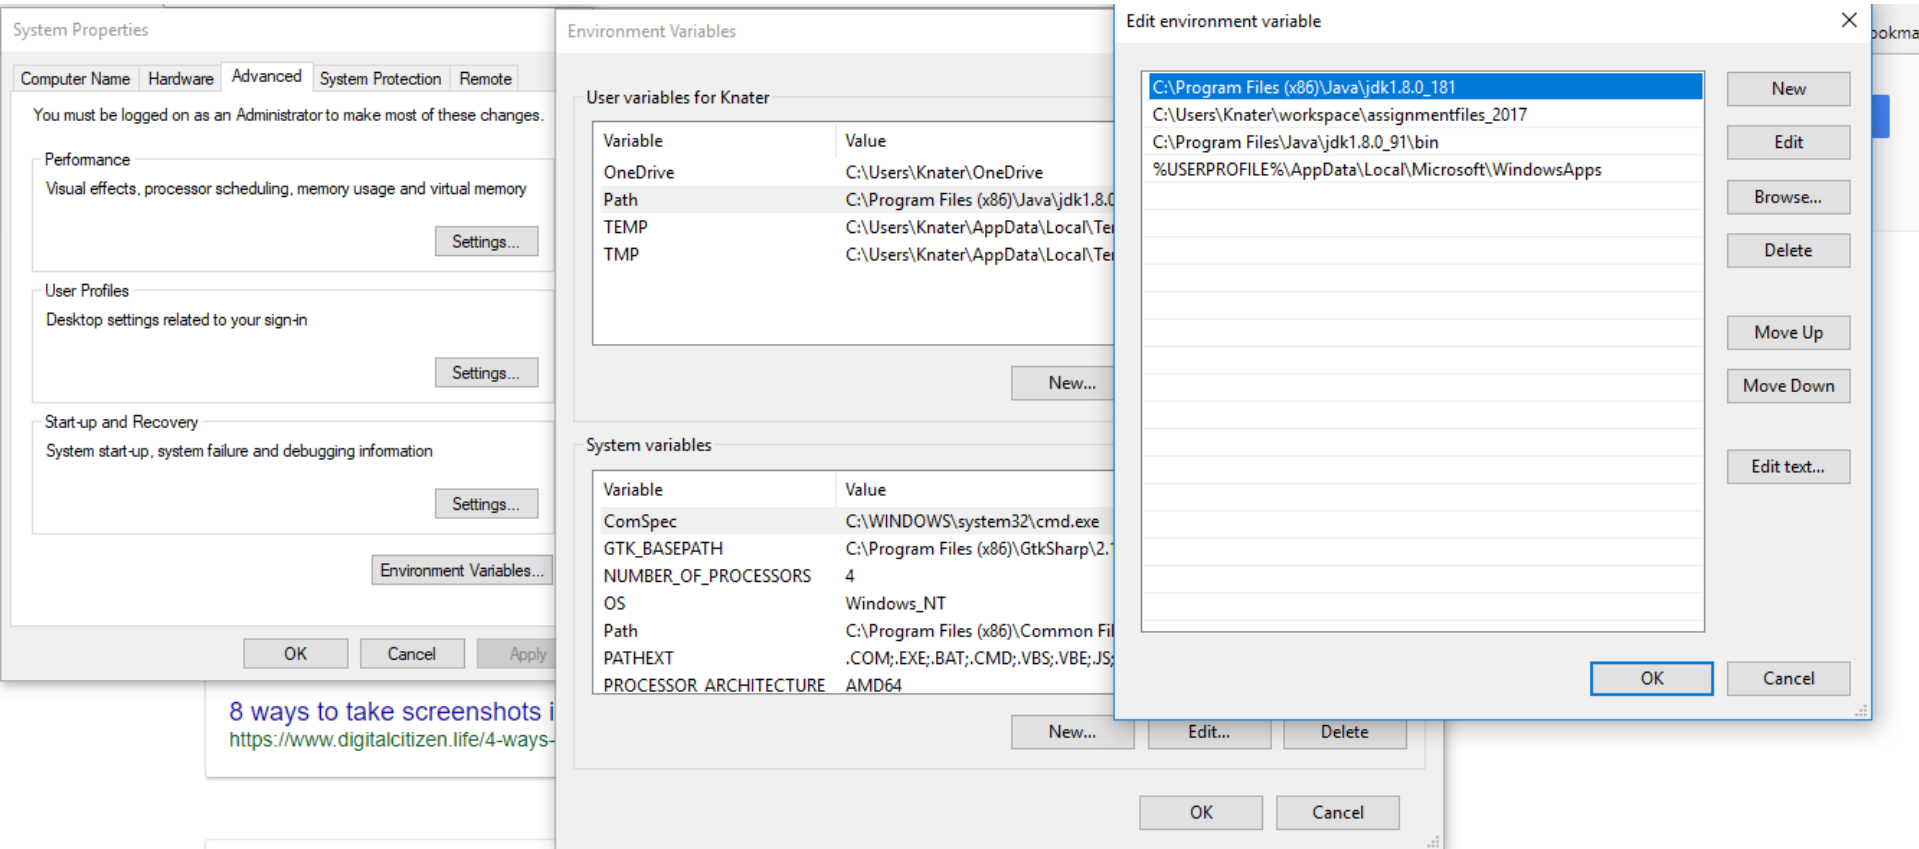 System Properties
Computer Name Hardware Advanced System Protection Remote
You must be logged on as an Administrator to make most of these changes.
Performance
Visual effects, processor scheduling, memory usage and virtual memory
Settings...
User Profiles
Desktop settings related to your sign-in
Settings...
Start-up and Recovery
System start-up, system failure and debugging information
Settings...
Environment Variables...
OK Cancel Apply
8 ways to take screenshots i
https://www.digitalcitizen.life/4-ways-
Environment Variables
User variables for Knater
Variable Value
OneDrive C:\Users\Knater\OneDrive
Path C:\Program Files (x86)\Java\jdk1.8.0
TEMP C:\Users\Knater\AppData\Local\Te
TMP C:\Users\Knater\AppData\Local\Te
New...
System variables
Variable Value
ComSpec C:\WINDOWS\system32\cmd.exe
GTK_BASEPATH C:\Program Files (x86)\GtkSharp\2.
NUMBER_OF_PROCESSORS 4
OS Windows_NT
Path C:\Program Files (x86)\Common Fil
PATHEXT .COM;.EXE;.BAT;.CMD;.VBS;.VBE;.JS;
PROCESSOR_ARCHITECTURE AMD64
New... Edit... Delete
OK Cancel
Edit environment variable
C:\Program Files (x86)\Java\jdk1.8.0_181
C:\Users\Knater\workspace\assignmentfiles_2017
C:\Program Files\Java\jdk1.8.0_91\bin
%USERPROFILE%\AppData\Local\Microsoft\WindowsApps
New
Edit
Browse...
Delete
Move Up
Move Down
Edit text...
OK Cancel
ookma